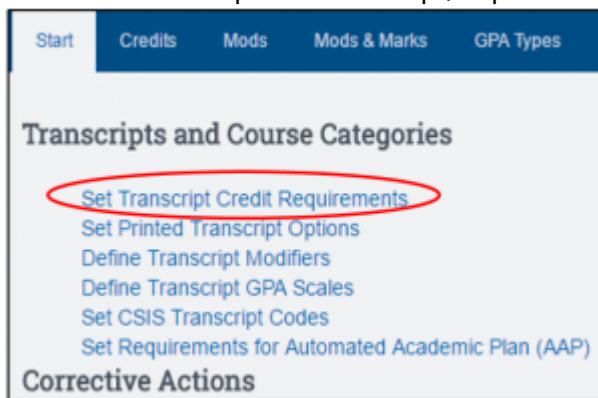 Start Credits Mods Mods & Marks GPA Types
Transcripts and Course Categories
Set Transcript Credit Requirements
Set Printed Transcript Options
Define Transcript Modifiers
Define Transcript GPA Scales
Set CSIS Transcript Codes
Set Requirements for Automated Academic Plan (AAP)
Corrective Actions